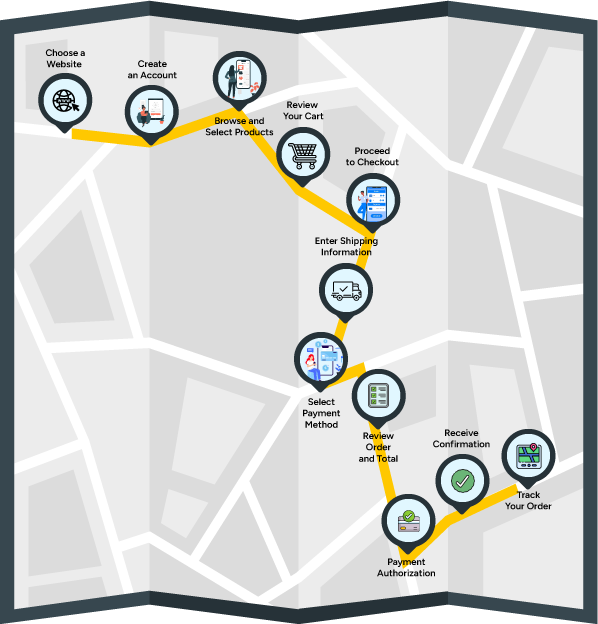 Choose a
Website
Create
an Account
Browse and
Select Products
Review
Your Cart
Proceed
to Checkout
Enter Shipping
Information
Select
Payment
Method
Review
Order
and Total
Payment
Authorization
Receive
Confirmation
Track
Your Order